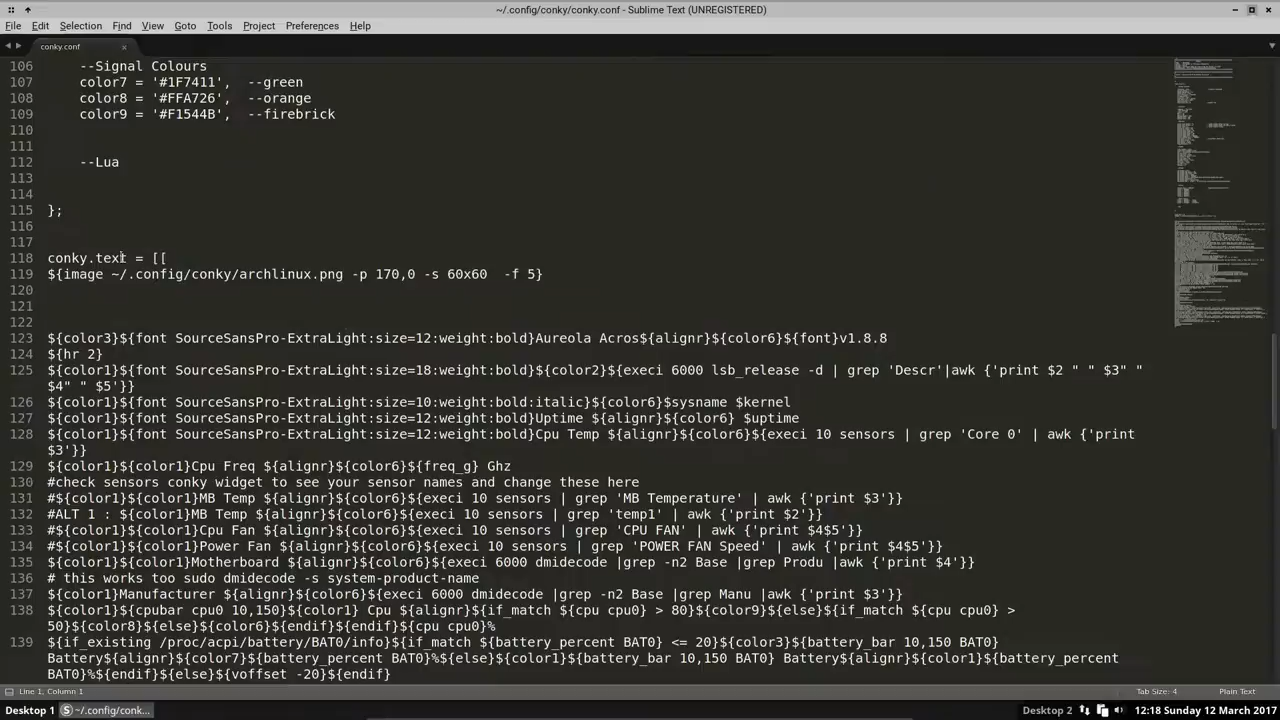 ~/.config/conky/conky.conf - Sublime Text (UNREGISTERED)
File Edit Selection Find View Goto Tools Project Preferences Help
conky.conf ×
106 --Signal Colours
107 color7 = '#1F7411', --green
108 color8 = '#FFA726', --orange
109 color9 = '#F1544B', --firebrick
110
111
112 --Lua
113
114
115 };
116
117
118 conky.text = [[
119 ${image ~/.config/conky/archlinux.png -p 170,0 -s 60x60 -f 5}
120
121
122
123 ${color3}${font SourceSansPro-ExtraLight:size=12:weight:bold}Aureola Acros${alignr}${color6}${font}v1.8.8
124 ${hr 2}
125 ${color1}${font SourceSansPro-ExtraLight:size=18:weight:bold}${color2}${execi 6000 lsb_release -d | grep 'Descr'|awk {'print $2 " " $3" "
$4" " $5'}}
126 ${color1}${font SourceSansPro-ExtraLight:size=10:weight:bold:italic}${color6}$sysname $kernel
127 ${color1}${font SourceSansPro-ExtraLight:size=12:weight:bold}Uptime ${alignr}${color6} $uptime
128 ${color1}${font SourceSansPro-ExtraLight:size=12:weight:bold}Cpu Temp ${alignr}${color6}${execi 10 sensors | grep 'Core 0' | awk {'print
$3'}}
129 ${color1}${color1}Cpu Freq ${alignr}${color6}${freq_g} Ghz
130 #check sensors conky widget to see your sensor names and change these here
131 #${color1}${color1}MB Temp ${alignr}${color6}${execi 10 sensors | grep 'MB Temperature' | awk {'print $3'}}
132 #ALT 1 : ${color1}MB Temp ${alignr}${color6}${execi 10 sensors | grep 'temp1' | awk {'print $2'}}
133 #${color1}${color1}Cpu Fan ${alignr}${color6}${execi 10 sensors | grep 'CPU FAN' | awk {'print $4$5'}}
134 #${color1}${color1}Power Fan ${alignr}${color6}${execi 10 sensors | grep 'POWER FAN Speed' | awk {'print $4$5'}}
135 ${color1}${color1}Motherboard ${alignr}${color6}${execi 6000 dmidecode |grep -n2 Base |grep Produ |awk {'print $4'}}
136 # this works too sudo dmidecode -s system-product-name
137 ${color1}Manufacturer ${alignr}${color6}${execi 6000 dmidecode |grep -n2 Base |grep Manu |awk {'print $3'}}
138 ${color1}${cpubar cpu0 10,150}${color1} Cpu ${alignr}${if_match ${cpu cpu0} > 80}${color9}${else}${if_match ${cpu cpu0} >
50}${color8}${else}${color6}${endif}${endif}${cpu cpu0}%
139 ${if_existing /proc/acpi/battery/BAT0/info}${if_match ${battery_percent BAT0} <= 20}${color3}${battery_bar 10,150 BAT0}
Battery${alignr}${color7}${battery_percent BAT0}%${else}${color1}${battery_bar 10,150 BAT0} Battery${alignr}${color1}${battery_percent
BAT0}%${endif}${else}${voffset -20}${endif}
Line 1, Column 1 Tab Size: 4 Plain Text
Desktop 1 S ~/.config/conk... Desktop 2 12:18 Sunday 12 March 2017